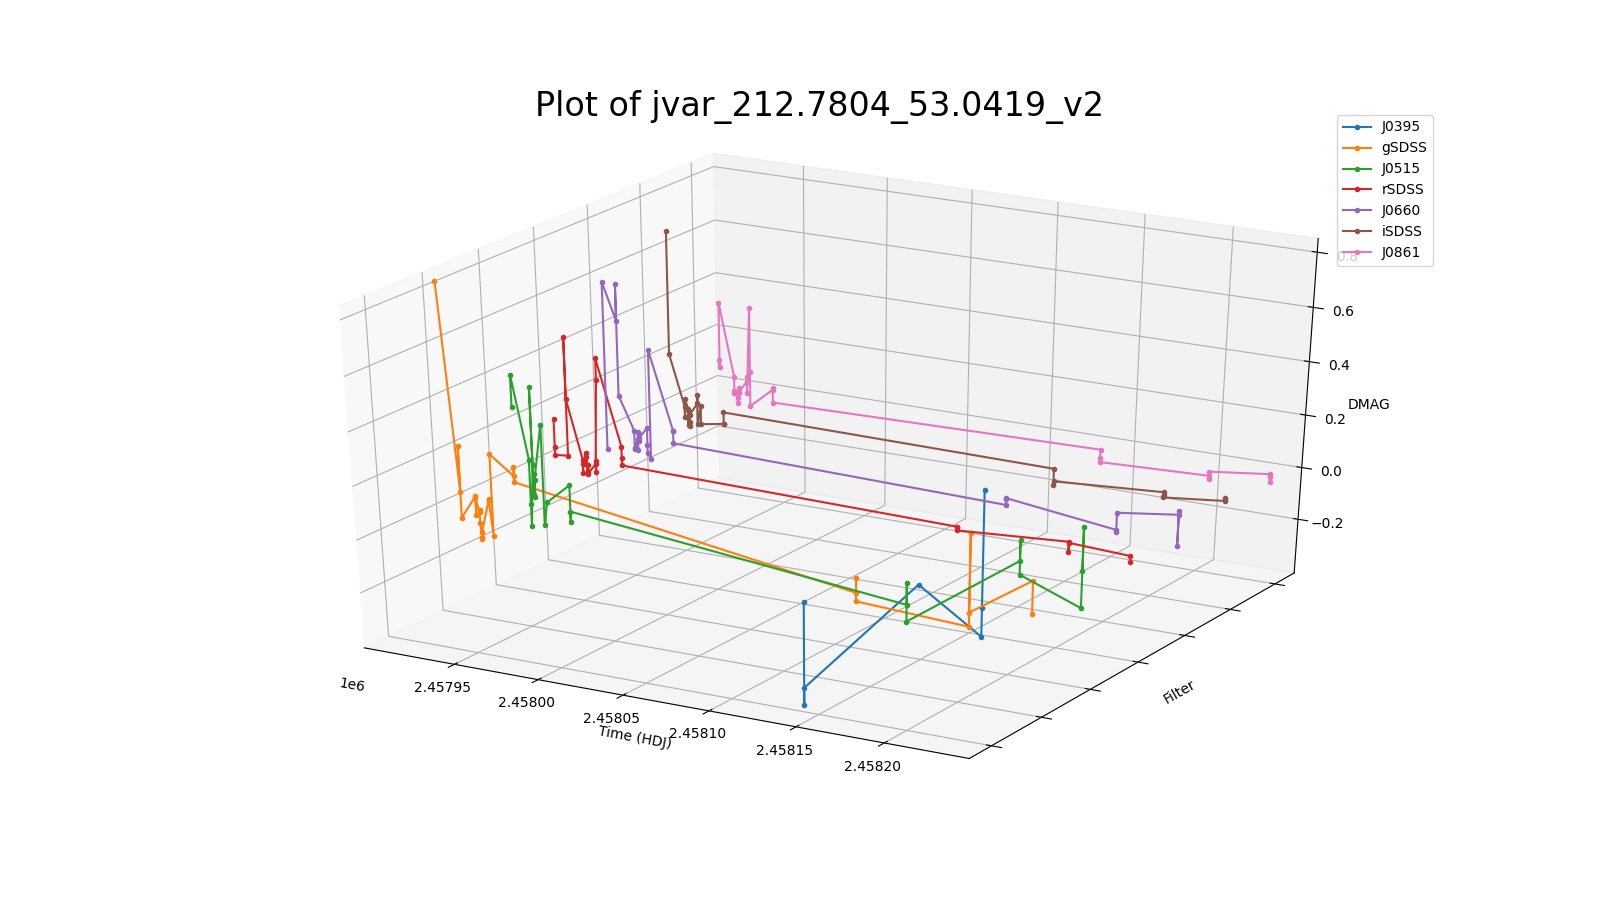 Plot of jvar_212.7804_53.0419_v2
J0395
gSDSS
J0515
rSDSS
J0660
iSDSS
J0861
0.8
0.6
0.4
DMAG
0.2
0.0
−0.2
1e6
2.45795
2.45800
2.45805
2.45810
2.45815
2.45820
Time (HDJ)
Filter